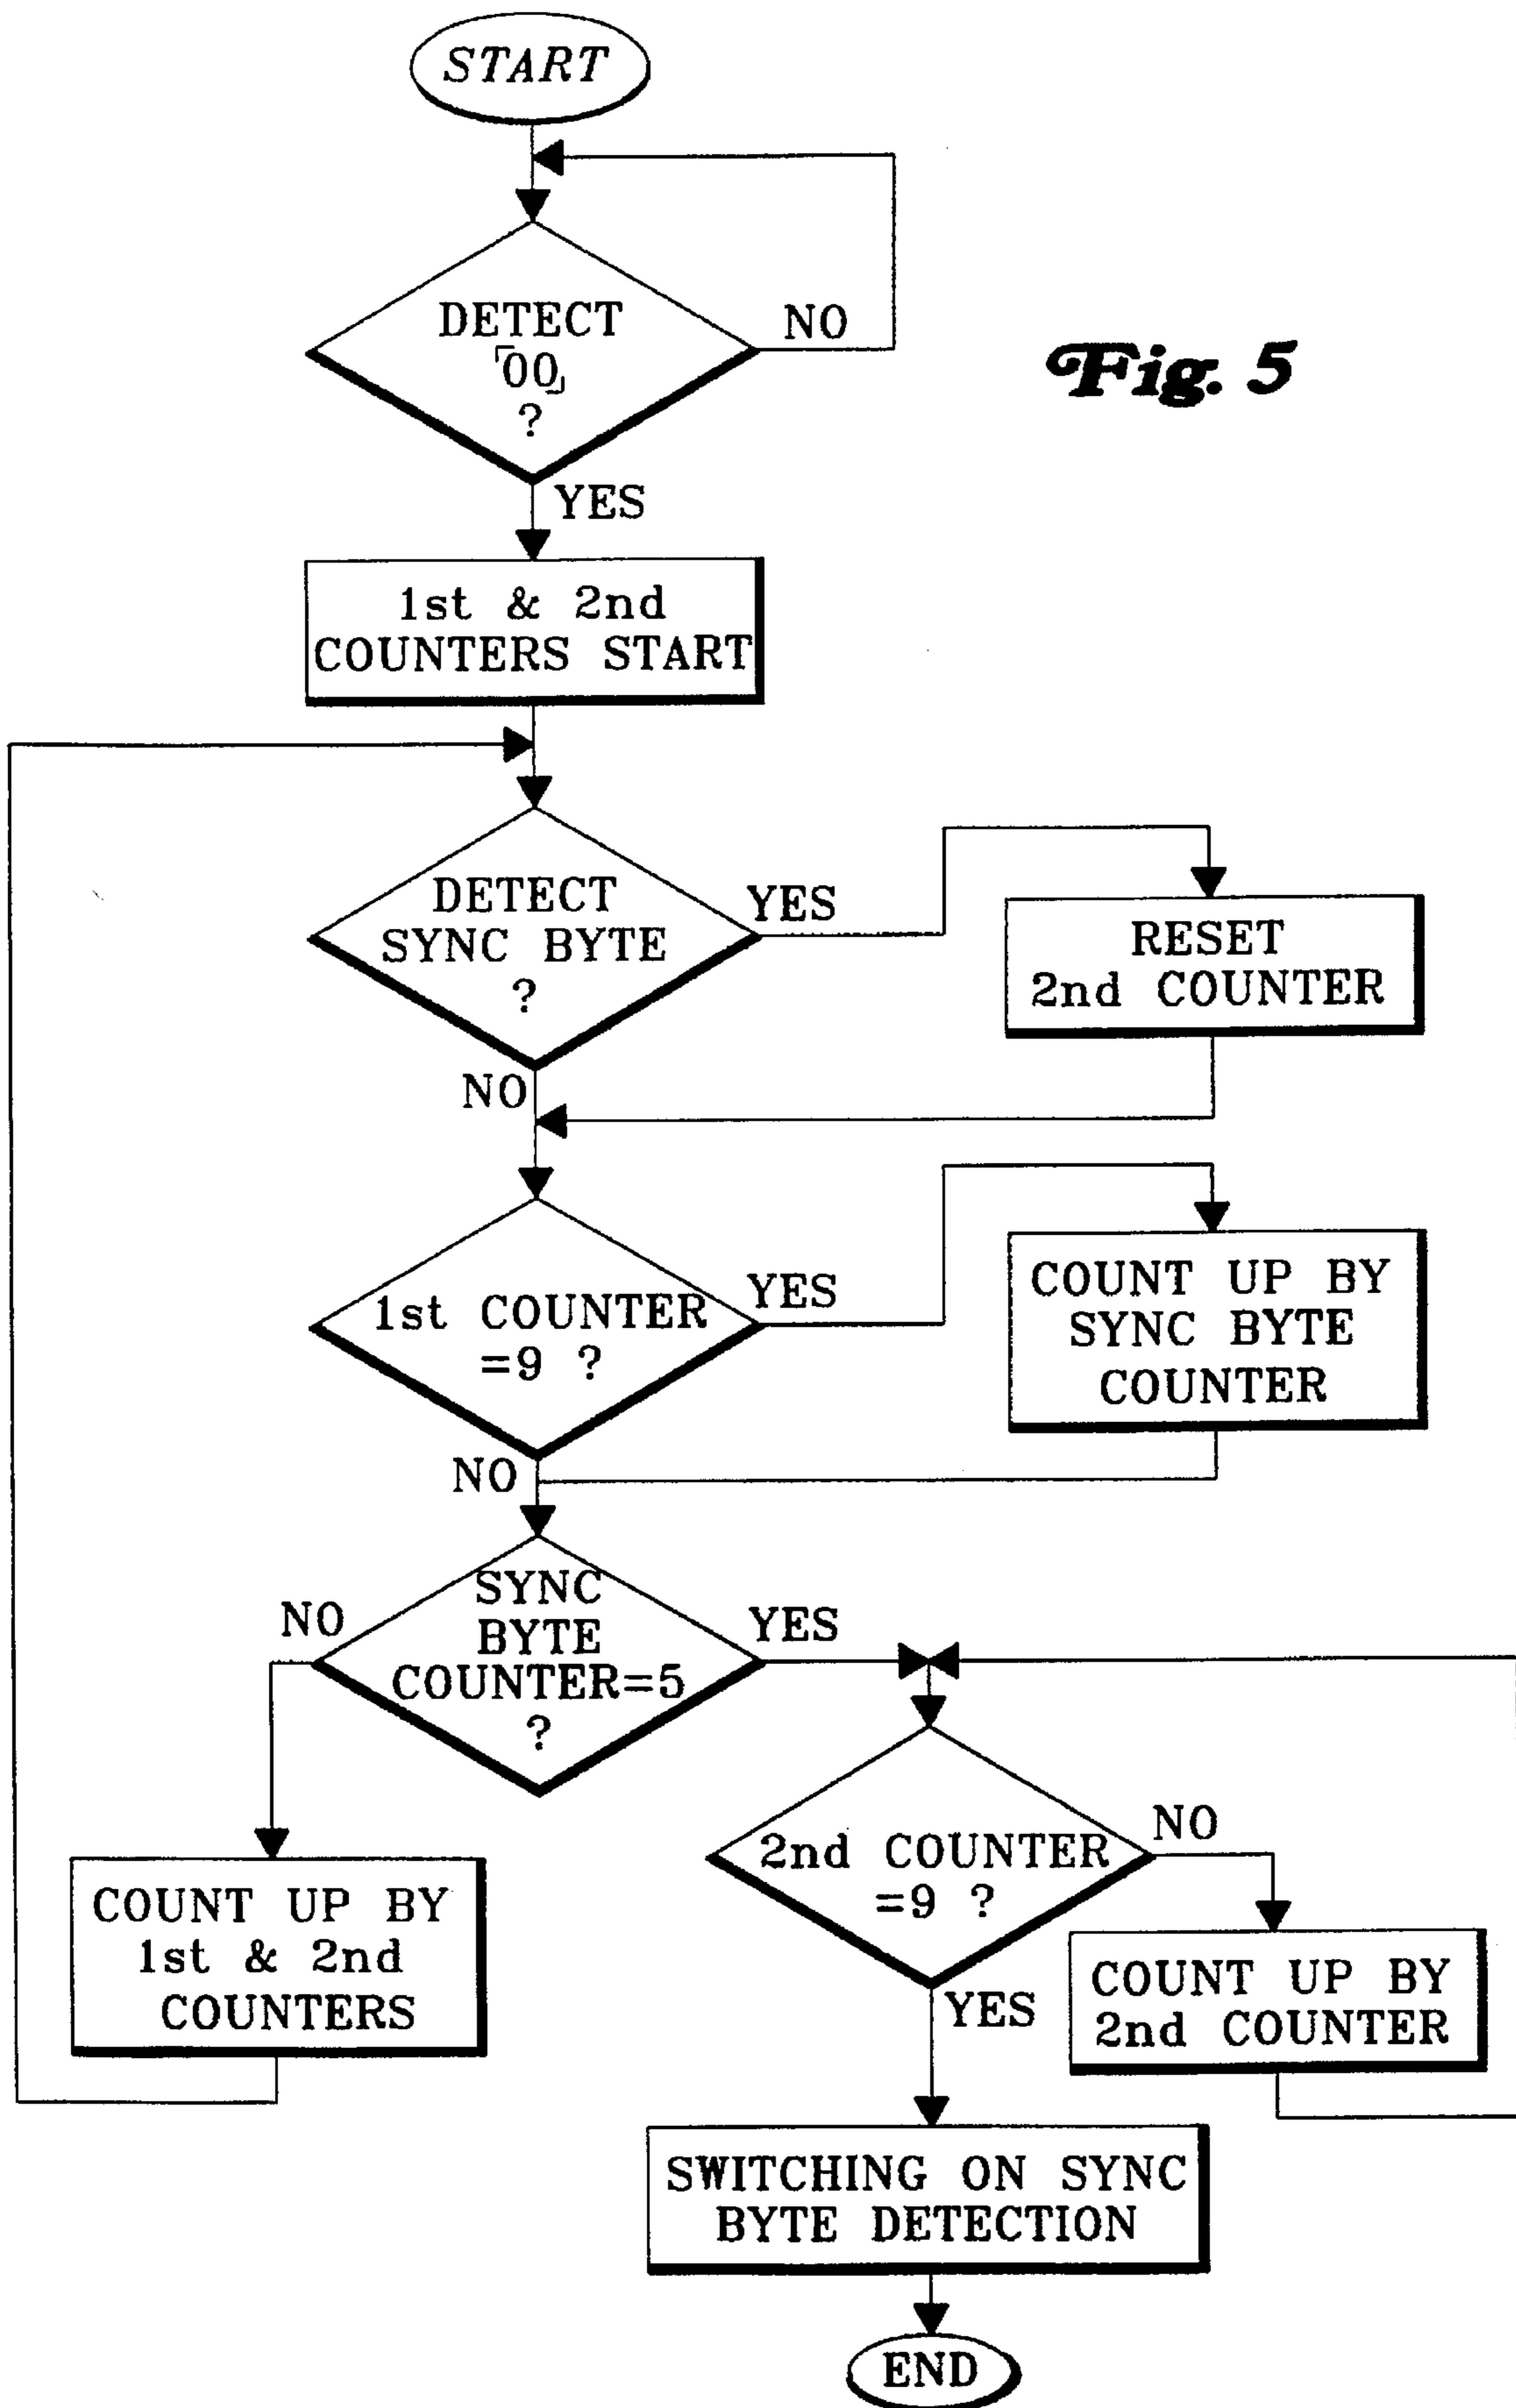 START
DETECT
「00」
?
NO
Fig. 5
YES
1st & 2nd
COUNTERS START
DETECT
SYNC BYTE
?
YES
RESET
2nd COUNTER
NO
1st COUNTER
=9 ?
YES
COUNT UP BY
SYNC BYTE
COUNTER
NO
SYNC
BYTE
COUNTER=5
?
NO
YES
2nd COUNTER
=9 ?
NO
COUNT UP BY
1st & 2nd
COUNTERS
YES
COUNT UP BY
2nd COUNTER
SWITCHING ON SYNC
BYTE DETECTION
END